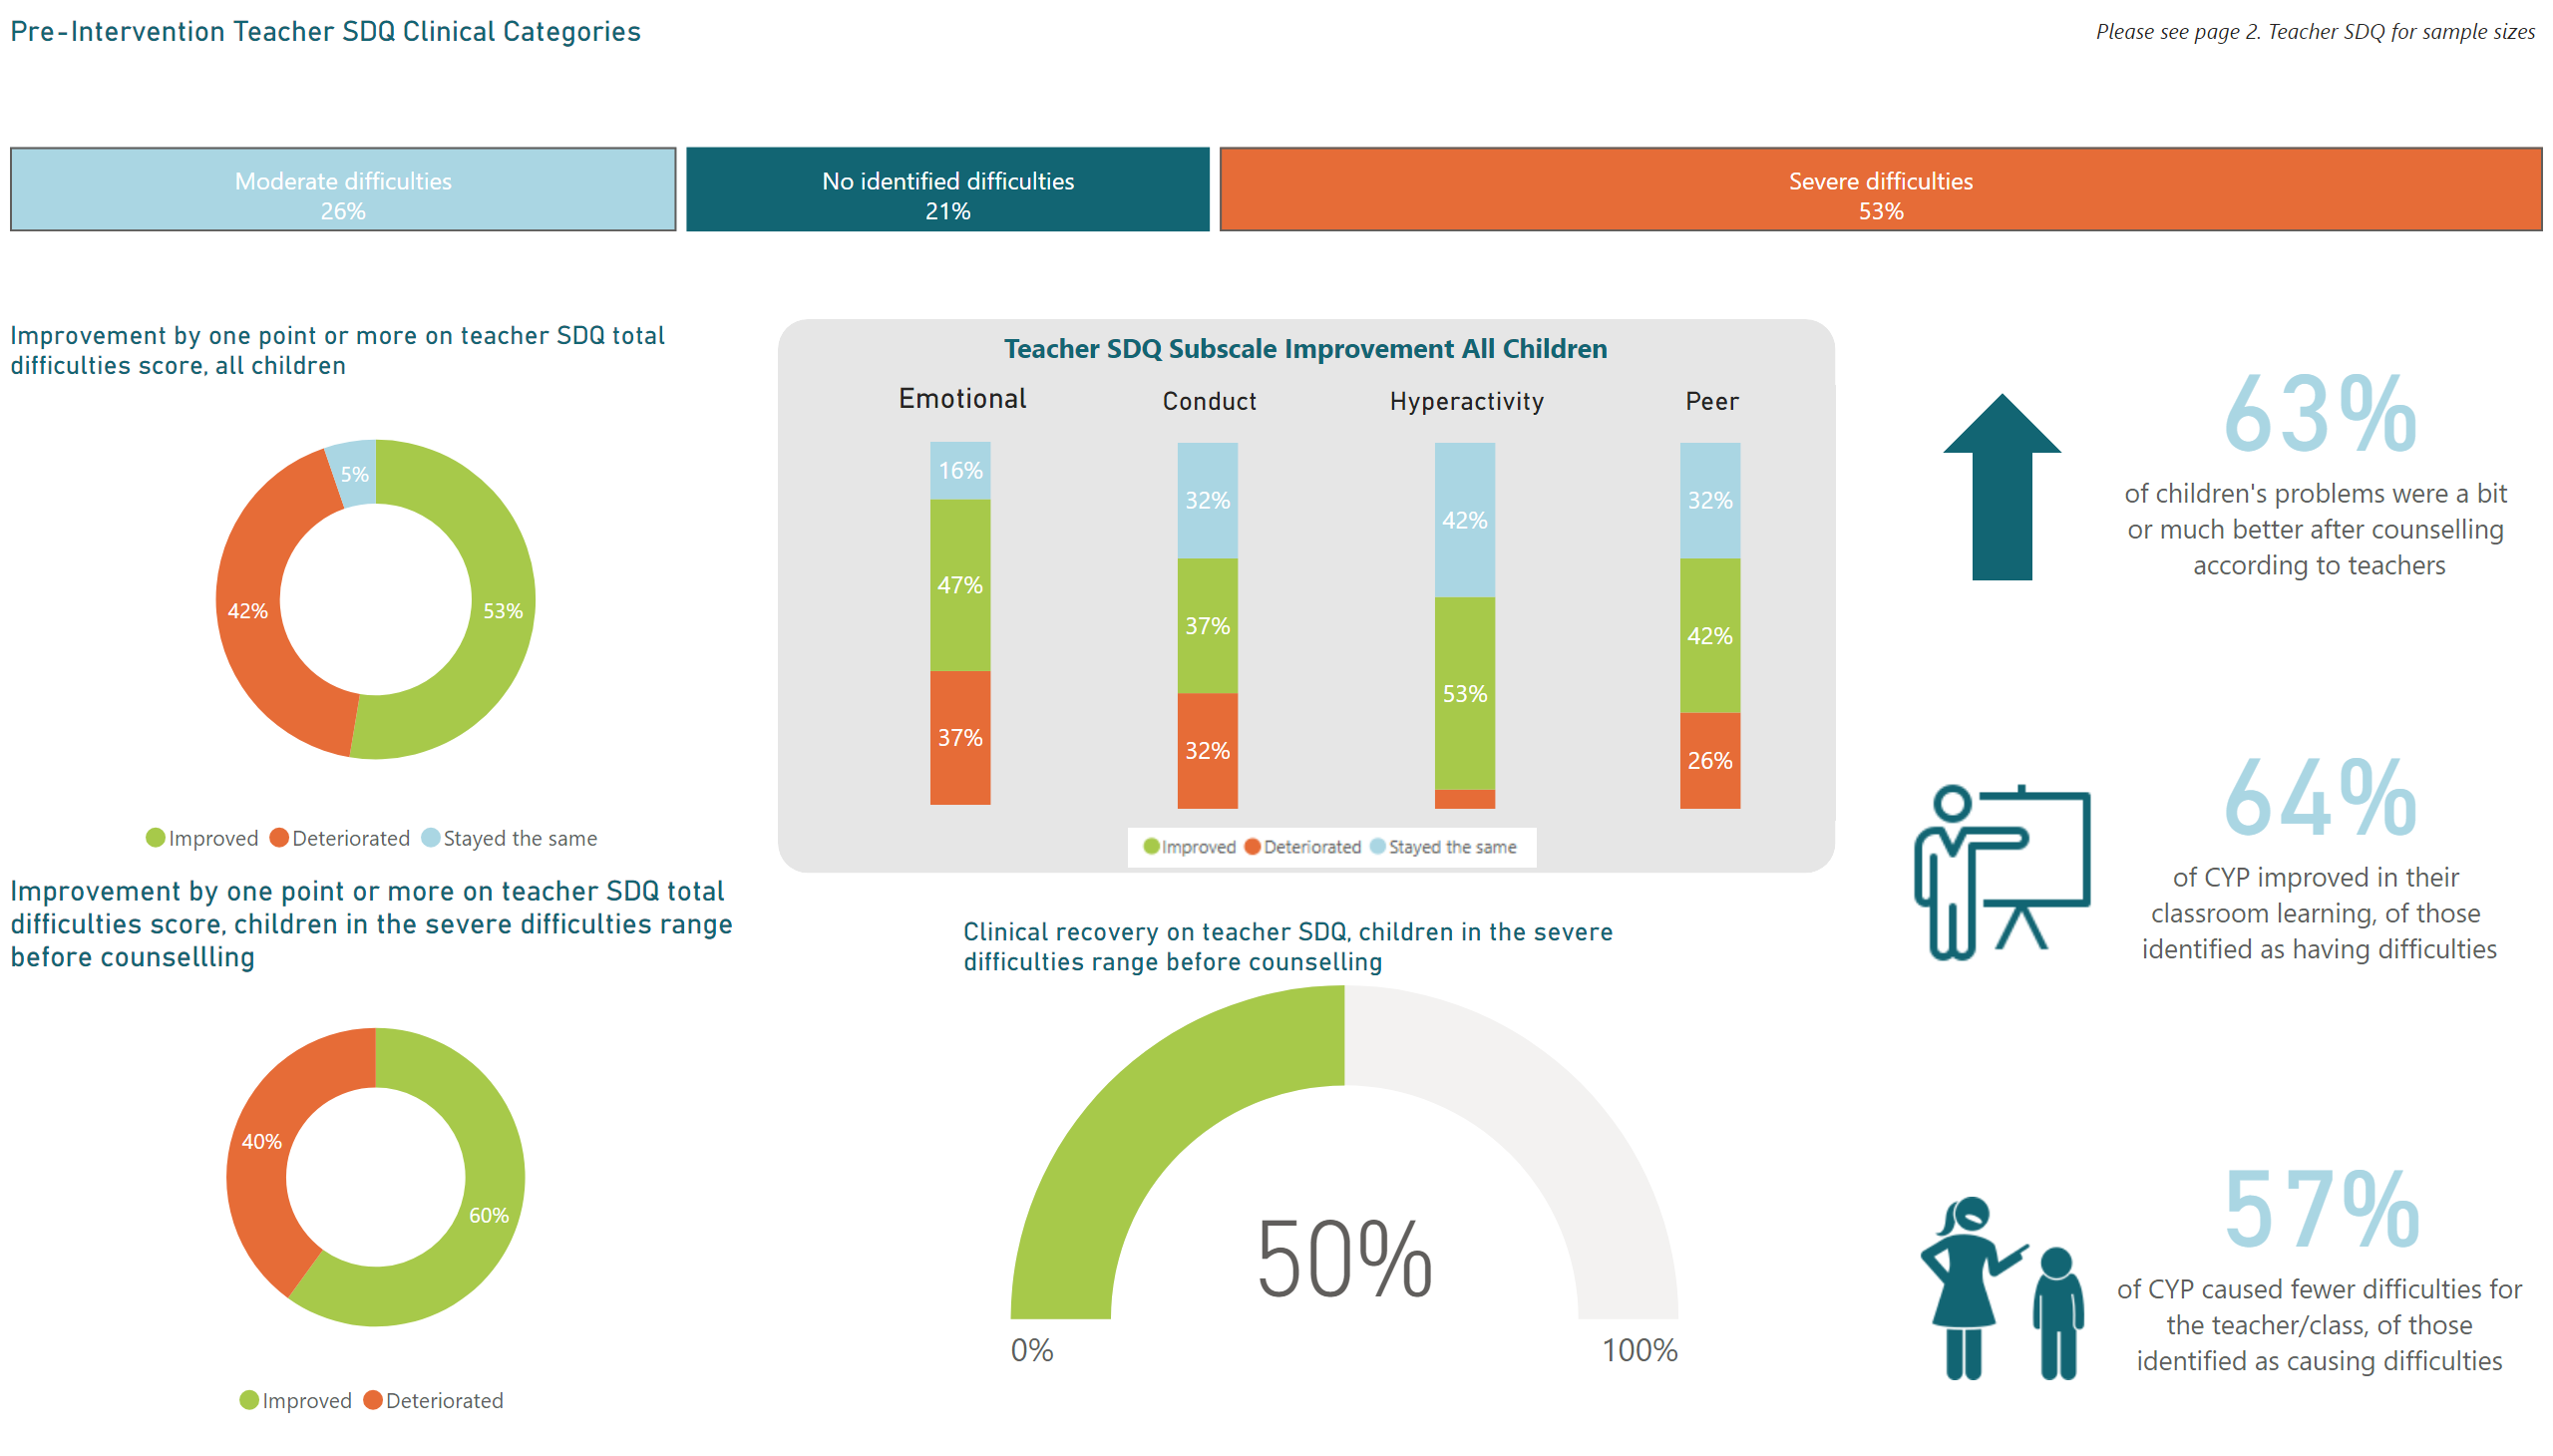 Pre-Intervention Teacher SDQ Clinical Categories
Please see page 2. Teacher SDQ for sample sizes
Moderate difficulties
26%
No identified difficulties
21%
Severe difficulties
53%
Improvement by one point or more on teacher SDQ total
difficulties score, all children
5%
42%
53%
Improved Deteriorated Stayed the same
Teacher SDQ Subscale Improvement All Children
Emotional
16%
47%
37%
Conduct
32%
37%
32%
Hyperactivity
42%
53%
Peer
32%
42%
26%
Improved Deteriorated Stayed the same
63%
of children's problems were a bit
or much better after counselling
according to teachers
64%
of CYP improved in their
classroom learning, of those
identified as having difficulties
Improvement by one point or more on teacher SDQ total
difficulties score, children in the severe difficulties range
before counsellling
40%
60%
Improved Deteriorated
Clinical recovery on teacher SDQ, children in the severe
difficulties range before counselling
50%
0%
100%
57%
of CYP caused fewer difficulties for
the teacher/class, of those
identified as causing difficulties